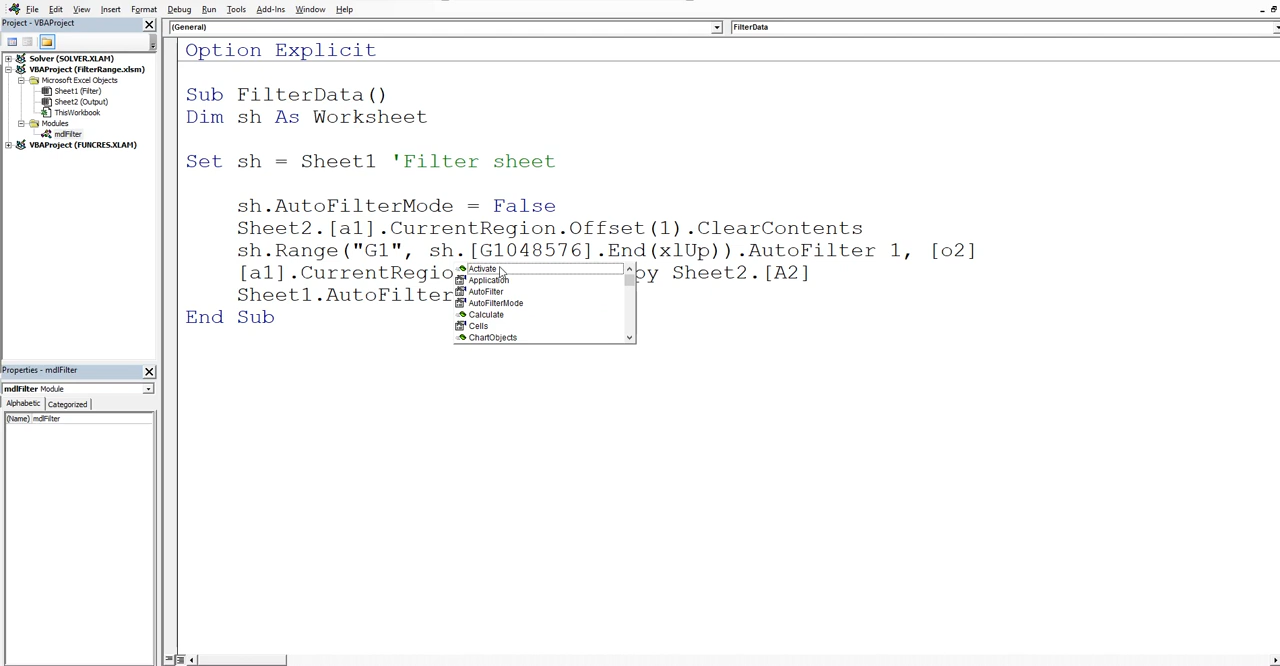 File Edit View Insert Format Debug Run Tools Add-Ins Window Help
Project - VBAProject
Solver (SOLVER.XLAM)
VBAProject (FilterRange.xlsm)
Microsoft Excel Objects
Sheet1 (Filter)
Sheet2 (Output)
ThisWorkbook
Modules
mdlFilter
VBAProject (FUNCRES.XLAM)
Properties - mdlFilter
mdlFilter Module
Alphabetic Categorized
(Name) mdlFilter
(General) FilterData
Option Explicit
Sub FilterData()
Dim sh As Worksheet
Set sh = Sheet1 'Filter sheet
sh.AutoFilterMode = False
Sheet2.[a1].CurrentRegion.Offset(1).ClearContents
sh.Range("G1", sh.[G1048576].End(xlUp)).AutoFilter 1, [o2]
[a1].CurrentRegio py Sheet2.[A2]
Sheet1.AutoFilter
End Sub
Activate
Application
AutoFilter
AutoFilterMode
Calculate
Cells
ChartObjects